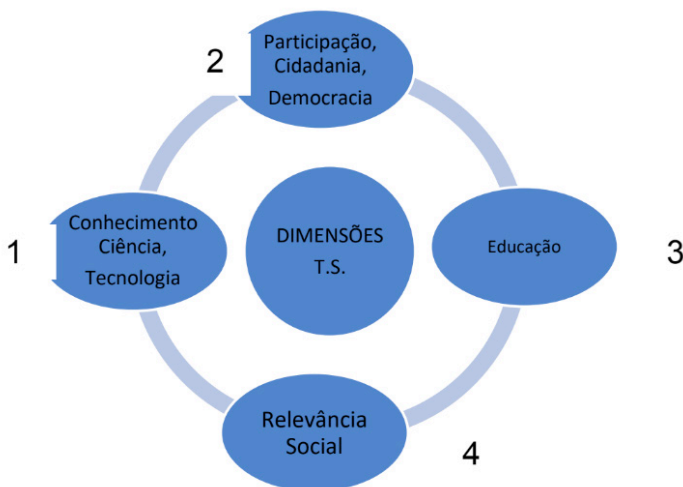 2
Participação,
Cidadania,
Democracia
1
Conhecimento
Ciência,
Tecnologia
DIMENSÕES
T.S.
Educação
3
Relevância
Social
4